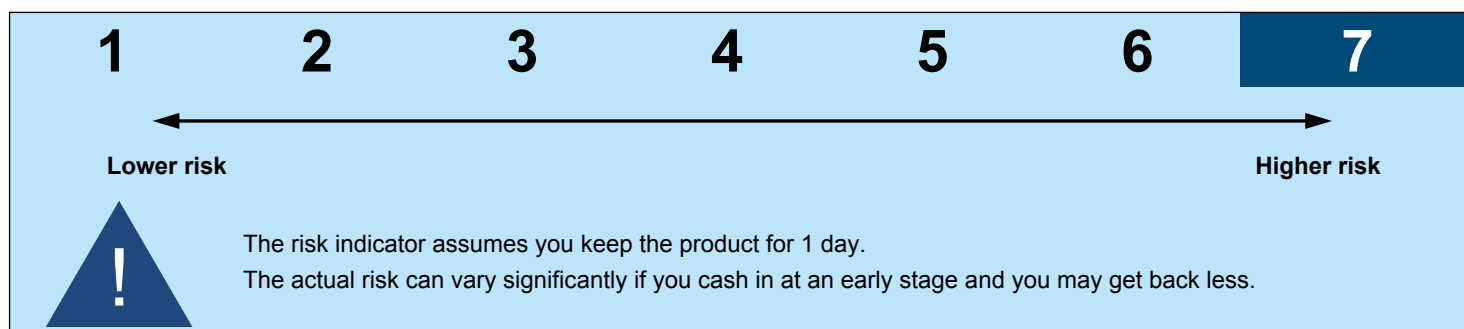 1 2 3 4 5 6 7
Lower risk Higher risk
!
The risk indicator assumes you keep the product for 1 day.
The actual risk can vary significantly if you cash in at an early stage and you may get back less.